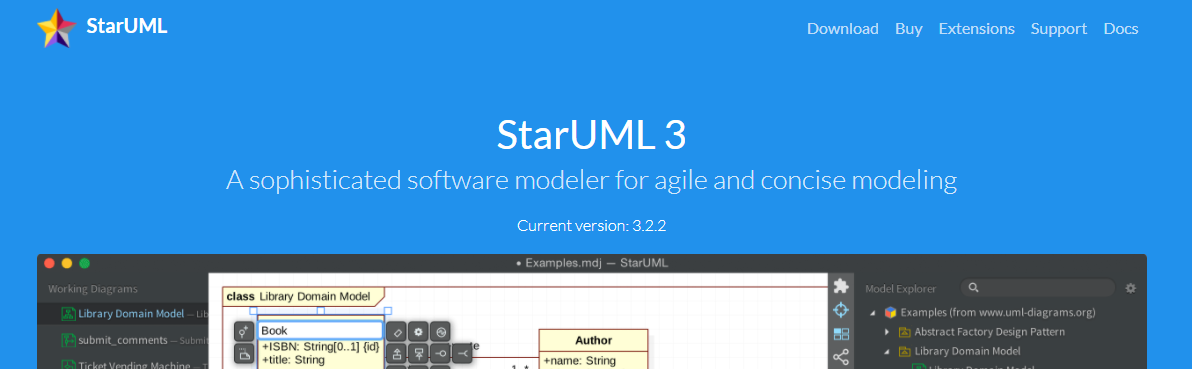 StarUML
Download Buy Extensions Support Docs
StarUML 3
A sophisticated software modeler for agile and concise modeling
Current version: 3.2.2
• Examples.mdj — StarUML
Working Diagrams
Library Domain Model — Lib
submit_comments — Submit
Ticket Vending Machine —
class Library Domain Model
Book
+ISBN: String[0..1] {id}
+title: String
1..*
Author
+name: String
Model Explorer
Examples (from www.uml-diagrams.org)
Abstract Factory Design Pattern
Library Domain Model
Library Domain Model